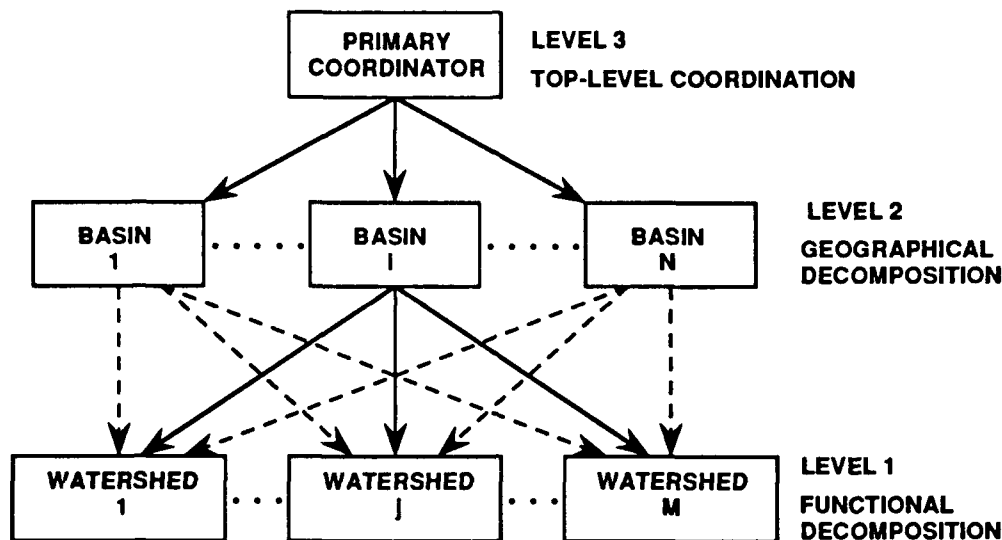 PRIMARY
COORDINATOR
LEVEL 3
TOP-LEVEL COORDINATION
BASIN
1
BASIN
I
BASIN
N
LEVEL 2
GEOGRAPHICAL
DECOMPOSITION
WATERSHED
1
WATERSHED
j
WATERSHED
M
LEVEL 1
FUNCTIONAL
DECOMPOSITION